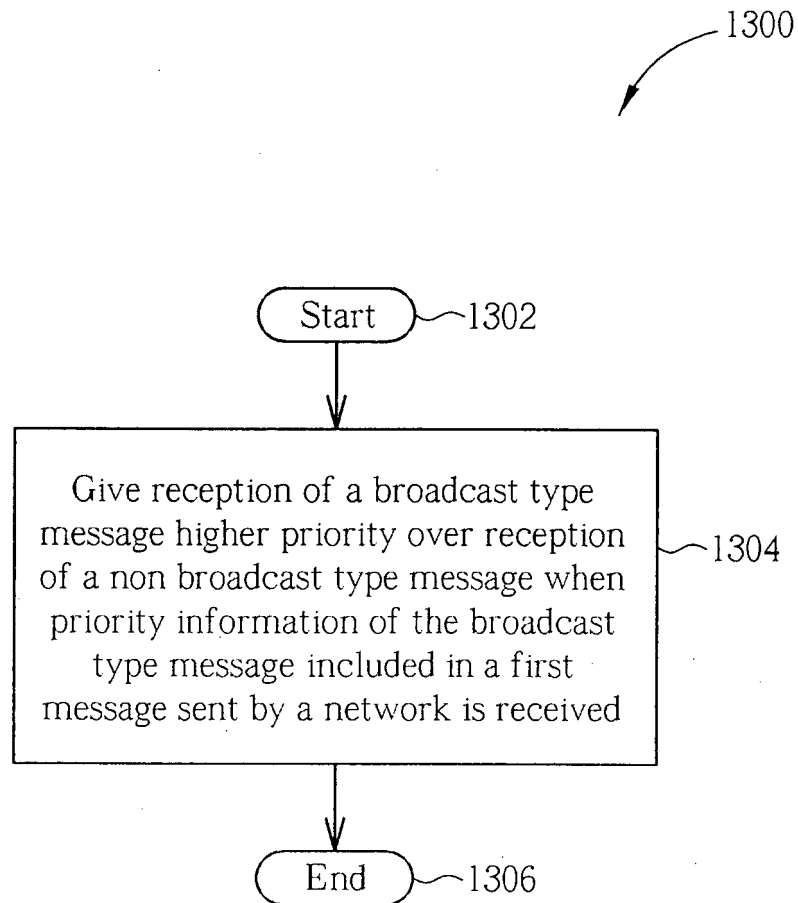 1300
Start
1302
Give reception of a broadcast type
message higher priority over reception
of a non broadcast type message when
priority information of the broadcast
type message included in a first
message sent by a network is received
1304
End
1306